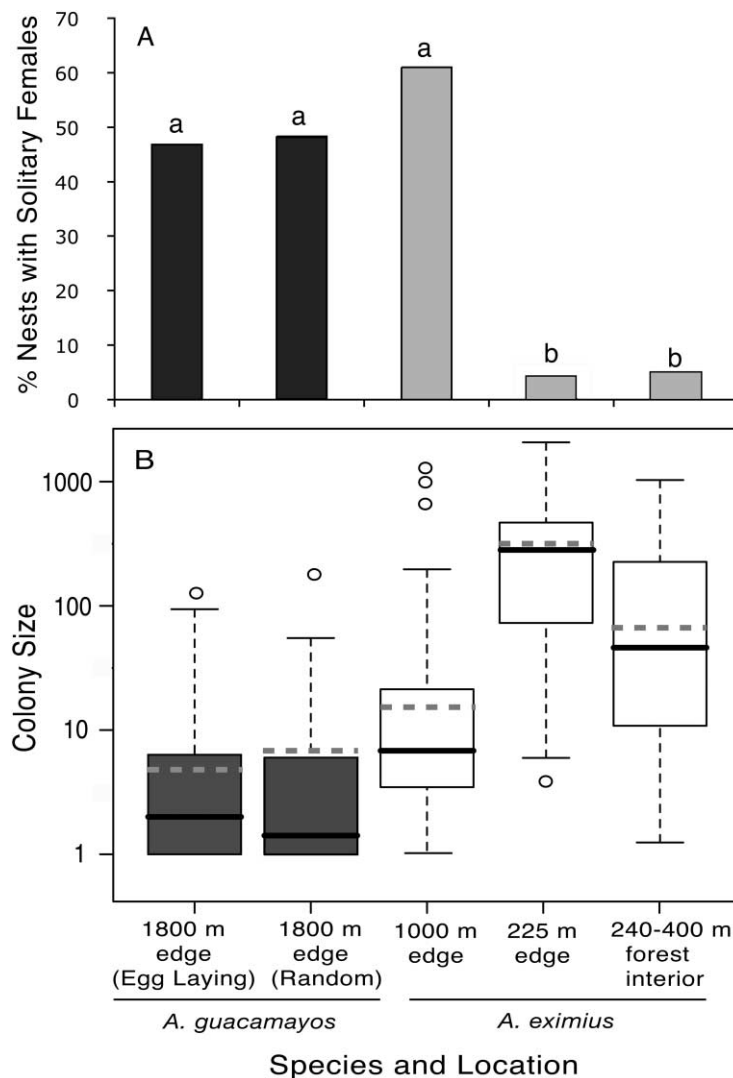 70
60
50
40
30
20
10
0
% Nests with Solitary Females
A
a
a
a
b
b
B
1000
100
10
1
Colony Size
1800 m edge (Egg Laying)
1800 m edge (Random)
1000 m edge
225 m edge
240-400 m forest interior
A. guacamayos
A. eximius
Species and Location